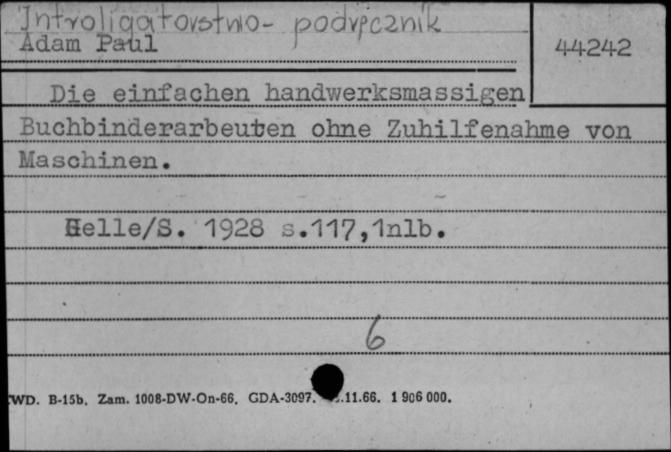 Introligatorstwo - podręcznik
Adam Paul
44242
Die einfachen handwerksmassigen
Buchbinderarbeuten ohne Zuhilfenahme von
Maschinen.
Helle/S. 1928 s.117,1nlb.
6
WD. B-15b. Zam. 1008-DW-On-66. GDA-3097. .11.66. 1 906 000.